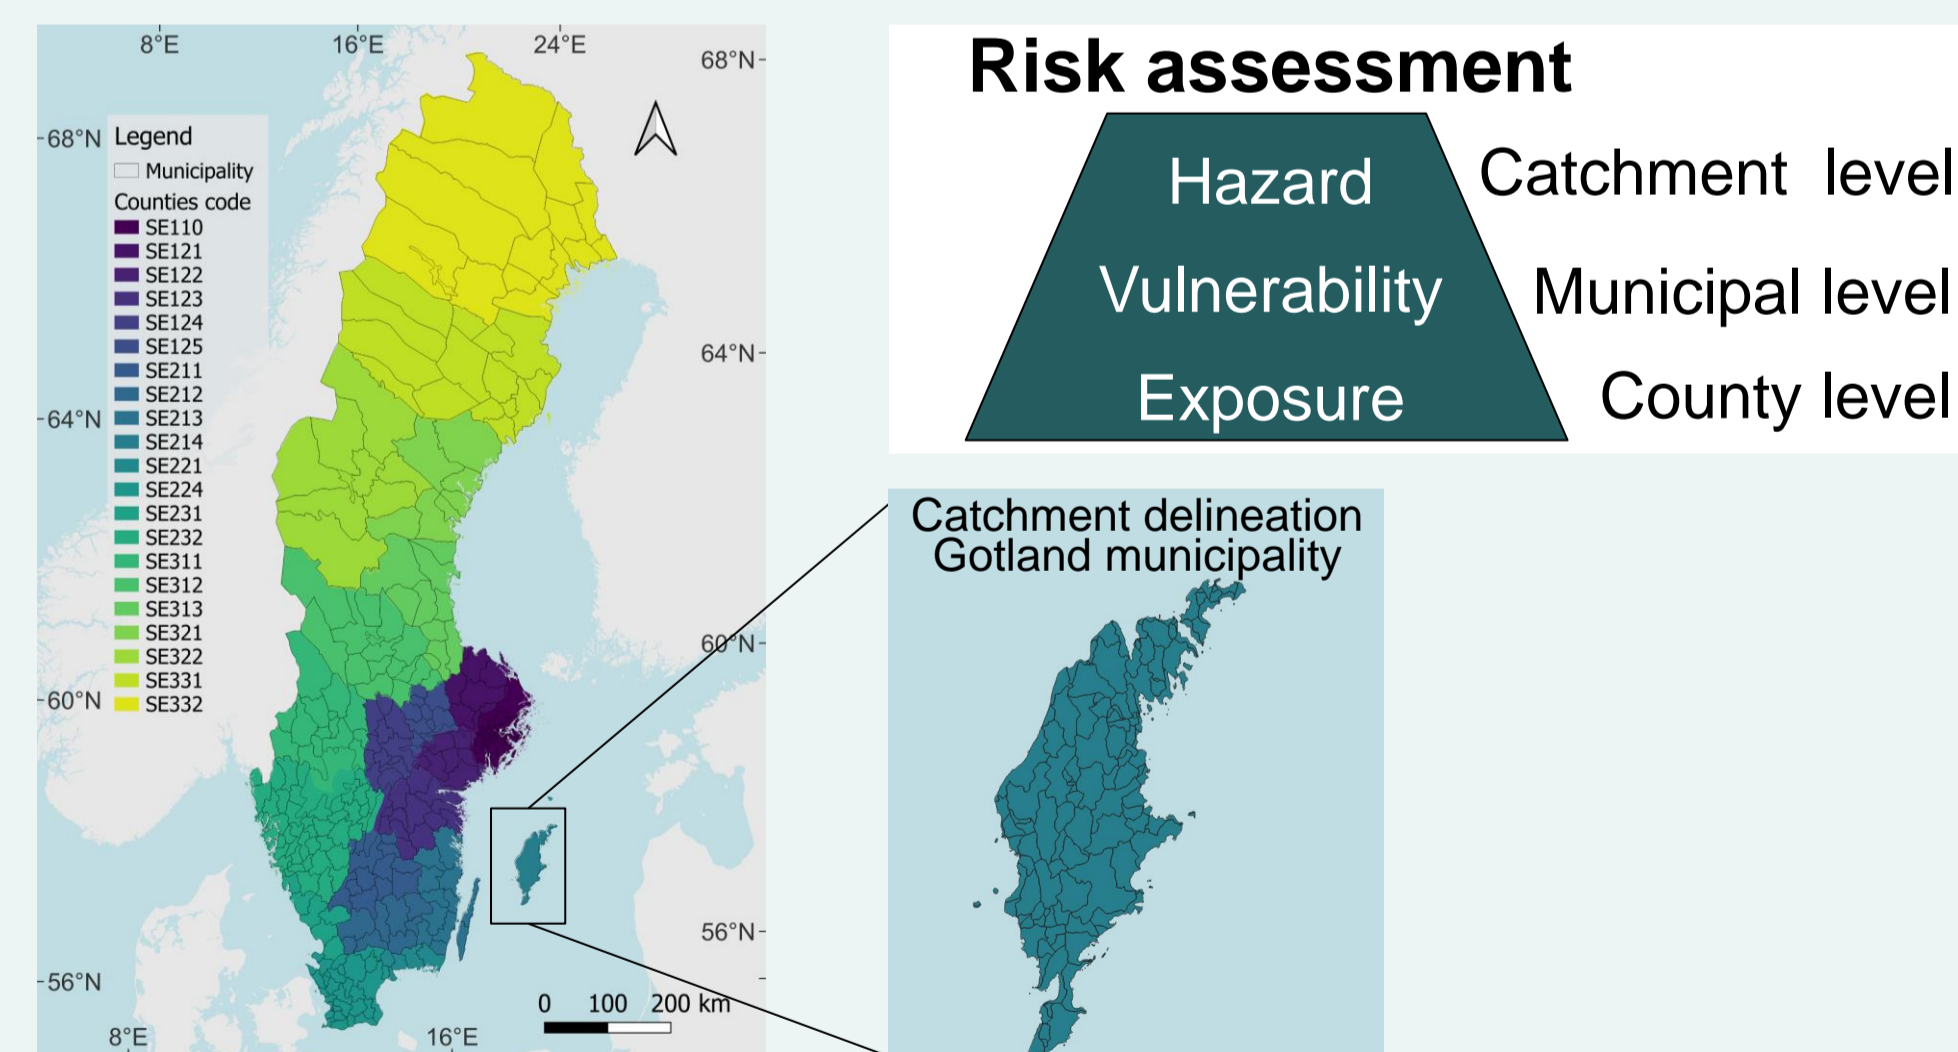 8°E 16°E 24°E
68°N
68°N
Legend
Municipality
Counties code
SE110
SE121
SE122
SE123
SE124
SE125
SE211
SE212
SE213
SE214
SE221
SE224
SE231
SE232
SE311
SE312
SE313
SE321
SE322
SE331
SE332
64°N
64°N
60°N
60°N
56°N
56°N
0 100 200 km
8°E 16°E
Risk assessment
Hazard Catchment level
Vulnerability Municipal level
Exposure County level
Catchment delineation
Gotland municipality